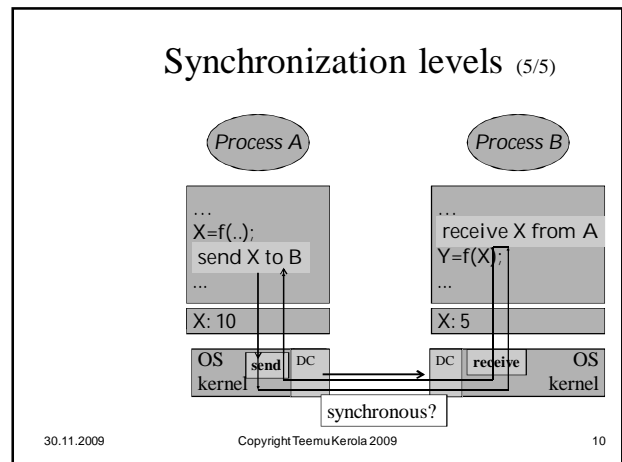 Synchronization levels (5/5)
Process A
Process B
...
X=f(..);
send X to B
...
receive X from A
Y=f(X);
...
X: 10
X: 5
OS
kernel
send
DC
DC
receive
OS
kernel
synchronous?
30.11.2009
Copyright Teemu Kerola 2009
10